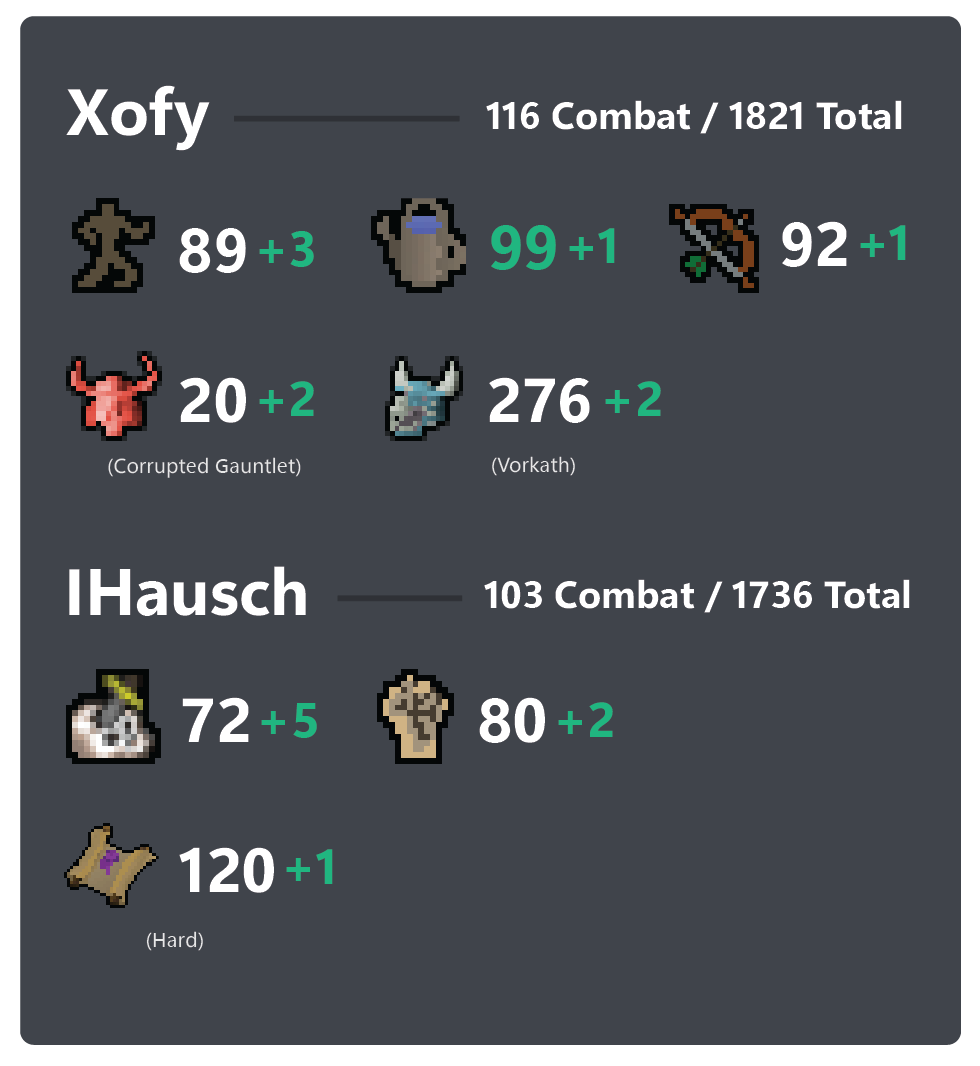 Xofy 116 Combat / 1821 Total
89 +3 99 +1 92 +1
20 +2 276 +2
(Corrupted Gauntlet) (Vorkath)
IHausch 103 Combat / 1736 Total
72 +5 80 +2
120 +1
(Hard)